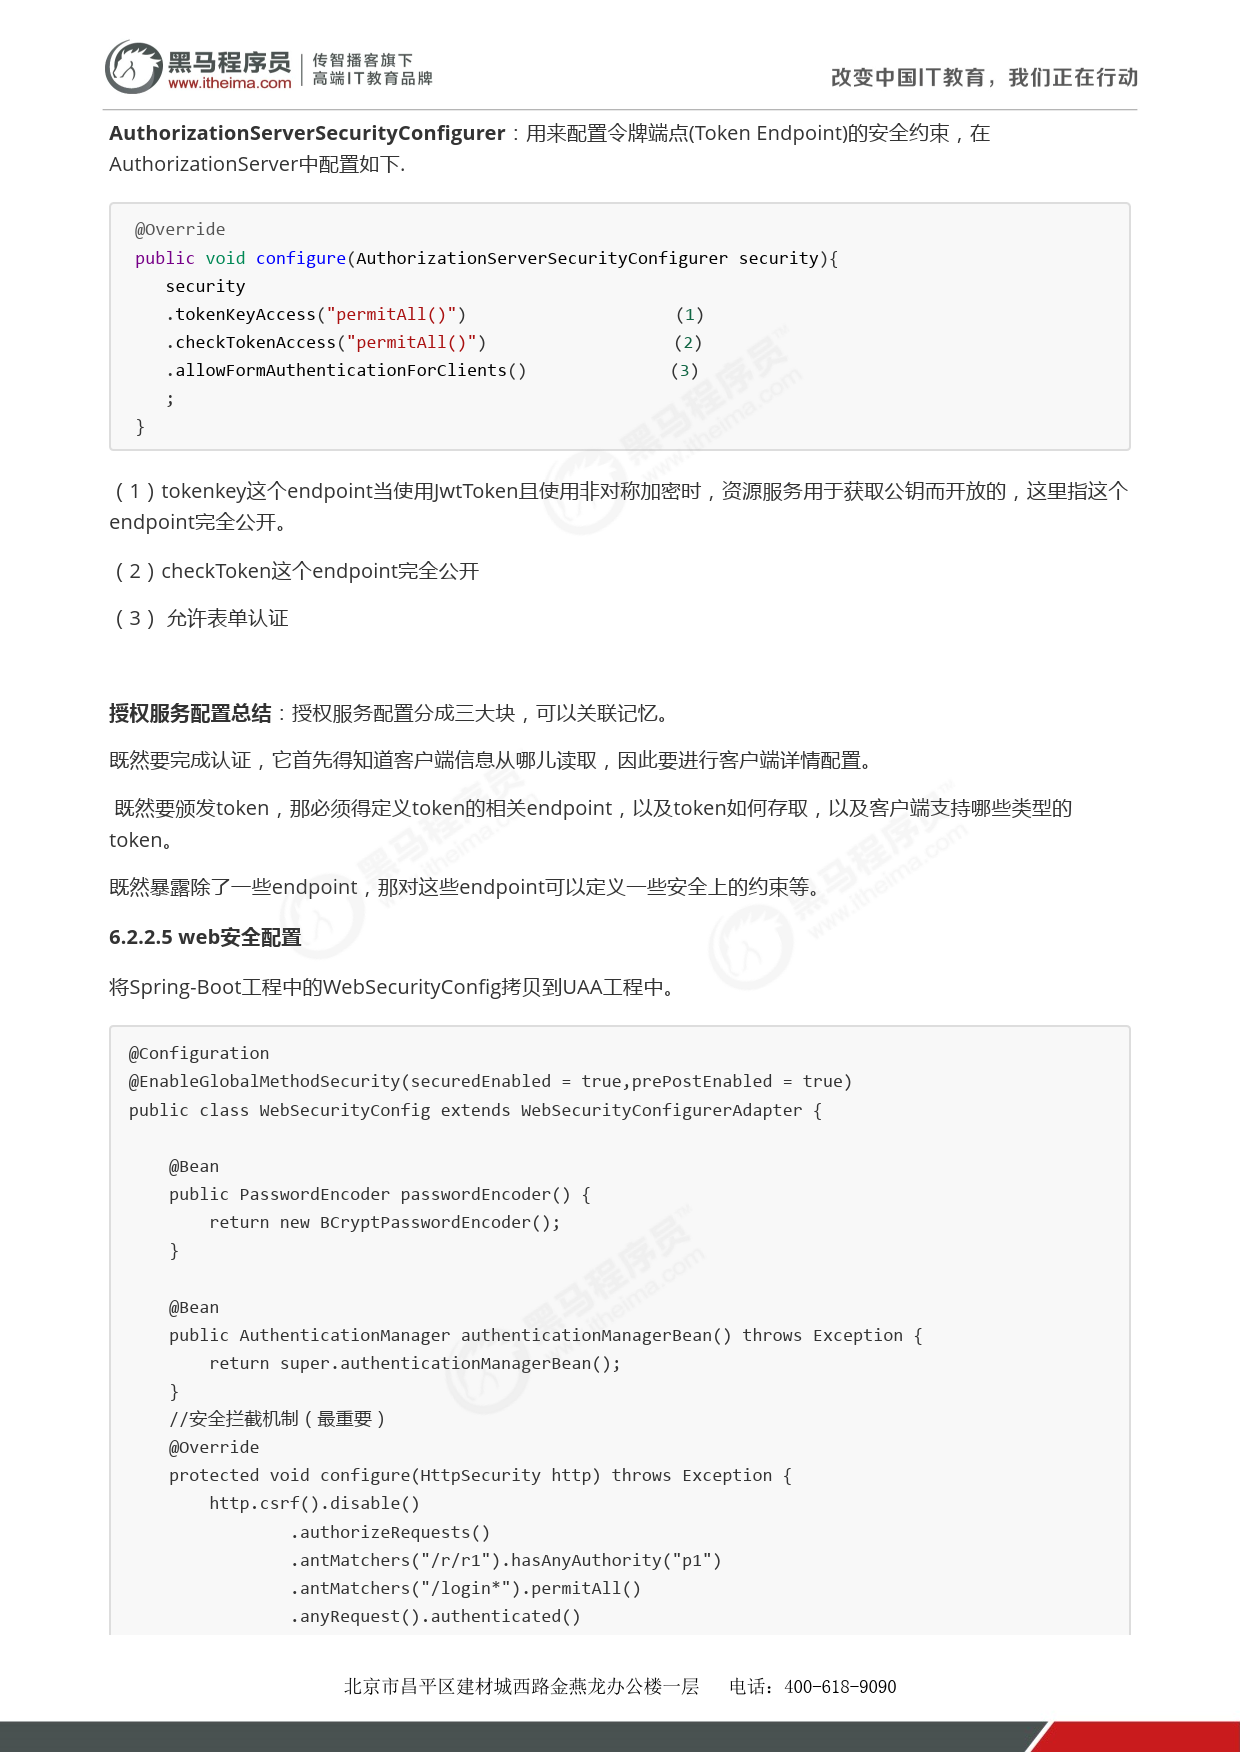 黑马程序员
www.itheima.com
传智播客旗下
高端IT教育品牌
改变中国IT教育，我们正在行动
AuthorizationServerSecurityConfigurer：用来配置令牌端点(Token Endpoint)的安全约束，在
AuthorizationServer中配置如下.
@Override
public void configure(AuthorizationServerSecurityConfigurer security){
security
.tokenKeyAccess("permitAll()") (1)
.checkTokenAccess("permitAll()") (2)
.allowFormAuthenticationForClients() (3)
;
}
（1）tokenkey这个endpoint当使用JwtToken且使用非对称加密时，资源服务用于获取公钥而开放的，这里指这个
endpoint完全公开。
（2）checkToken这个endpoint完全公开
（3） 允许表单认证
授权服务配置总结：授权服务配置分成三大块，可以关联记忆。
既然要完成认证，它首先得知道客户端信息从哪儿读取，因此要进行客户端详情配置。
既然要颁发token，那必须得定义token的相关endpoint，以及token如何存取，以及客户端支持哪些类型的
token。
既然暴露除了一些endpoint，那对这些endpoint可以定义一些安全上的约束等。
6.2.2.5 web安全配置
将Spring-Boot工程中的WebSecurityConfig拷贝到UAA工程中。
@Configuration
@EnableGlobalMethodSecurity(securedEnabled = true,prePostEnabled = true)
public class WebSecurityConfig extends WebSecurityConfigurerAdapter {
@Bean
public PasswordEncoder passwordEncoder() {
return new BCryptPasswordEncoder();
}
@Bean
public AuthenticationManager authenticationManagerBean() throws Exception {
return super.authenticationManagerBean();
}
//安全拦截机制（最重要）
@Override
protected void configure(HttpSecurity http) throws Exception {
http.csrf().disable()
.authorizeRequests()
.antMatchers("/r/r1").hasAnyAuthority("p1")
.antMatchers("/login*").permitAll()
.anyRequest().authenticated()
北京市昌平区建材城西路金燕龙办公楼一层 电话：400-618-9090